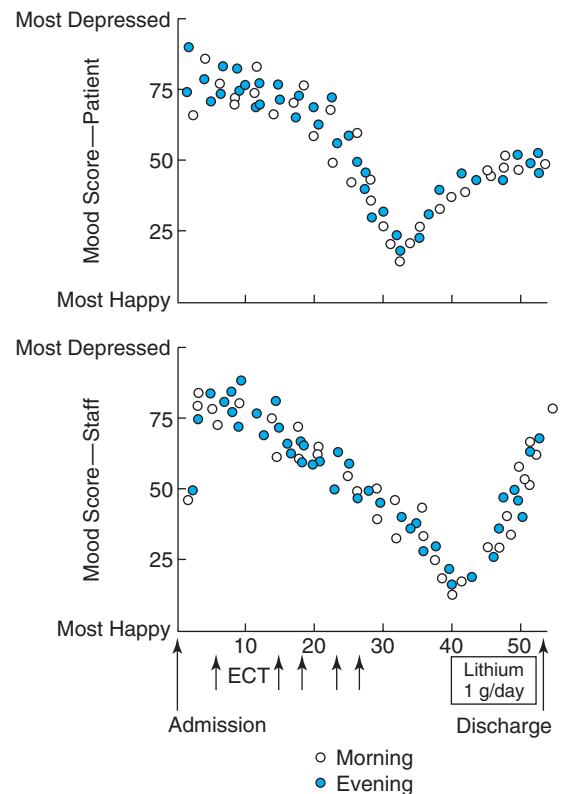 Most Depressed
75
50
25
Most Happy
Mood Score—Patient
Most Depressed
75
50
25
Most Happy
Mood Score—Staff
10 20 30 40 50
ECT
Lithium
1 g/day
Admission
Discharge
Morning
Evening